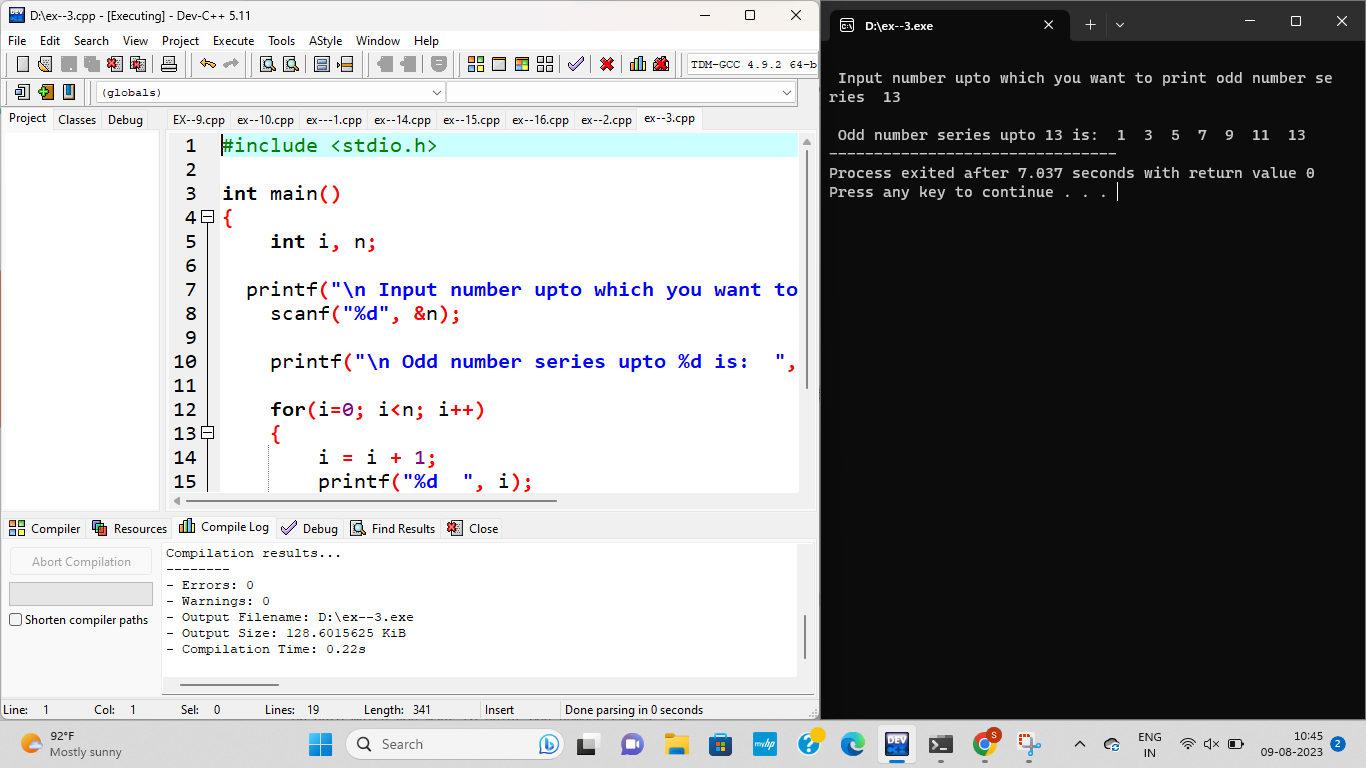 D:\ex--3.cpp - [Executing] - Dev-C++ 5.11
File Edit Search View Project Execute Tools AStyle Window Help
TDM-GCC 4.9.2 64-b
(globals)
Project Classes Debug
EX--9.cpp ex--10.cpp ex---1.cpp ex--14.cpp ex--15.cpp ex--16.cpp ex--2.cpp ex--3.cpp
1 #include <stdio.h>
2
3 int main()
4 {
5 int i, n;
6
7 printf("\n Input number upto which you want to
8 scanf("%d", &n);
9
10 printf("\n Odd number series upto %d is:  ",
11
12 for(i=0; i<n; i++)
13 {
14 i = i + 1;
15 printf("%d  ", i);
Compiler Resources Compile Log Debug Find Results Close
Abort Compilation
Shorten compiler paths
Compilation results...
--------
- Errors: 0
- Warnings: 0
- Output Filename: D:\ex--3.exe
- Output Size: 128.6015625 KiB
- Compilation Time: 0.22s
Line: 1 Col: 1 Sel: 0 Lines: 19 Length: 341 Insert Done parsing in 0 seconds
D:\ex--3.exe
Input number upto which you want to print odd number se
ries  13
Odd number series upto 13 is:  1  3  5  7  9  11  13
--------------------------------
Process exited after 7.037 seconds with return value 0
Press any key to continue . . .
92°F
Mostly sunny
Search
myhp
DEV
S
ENG
IN
10:45
09-08-2023
2